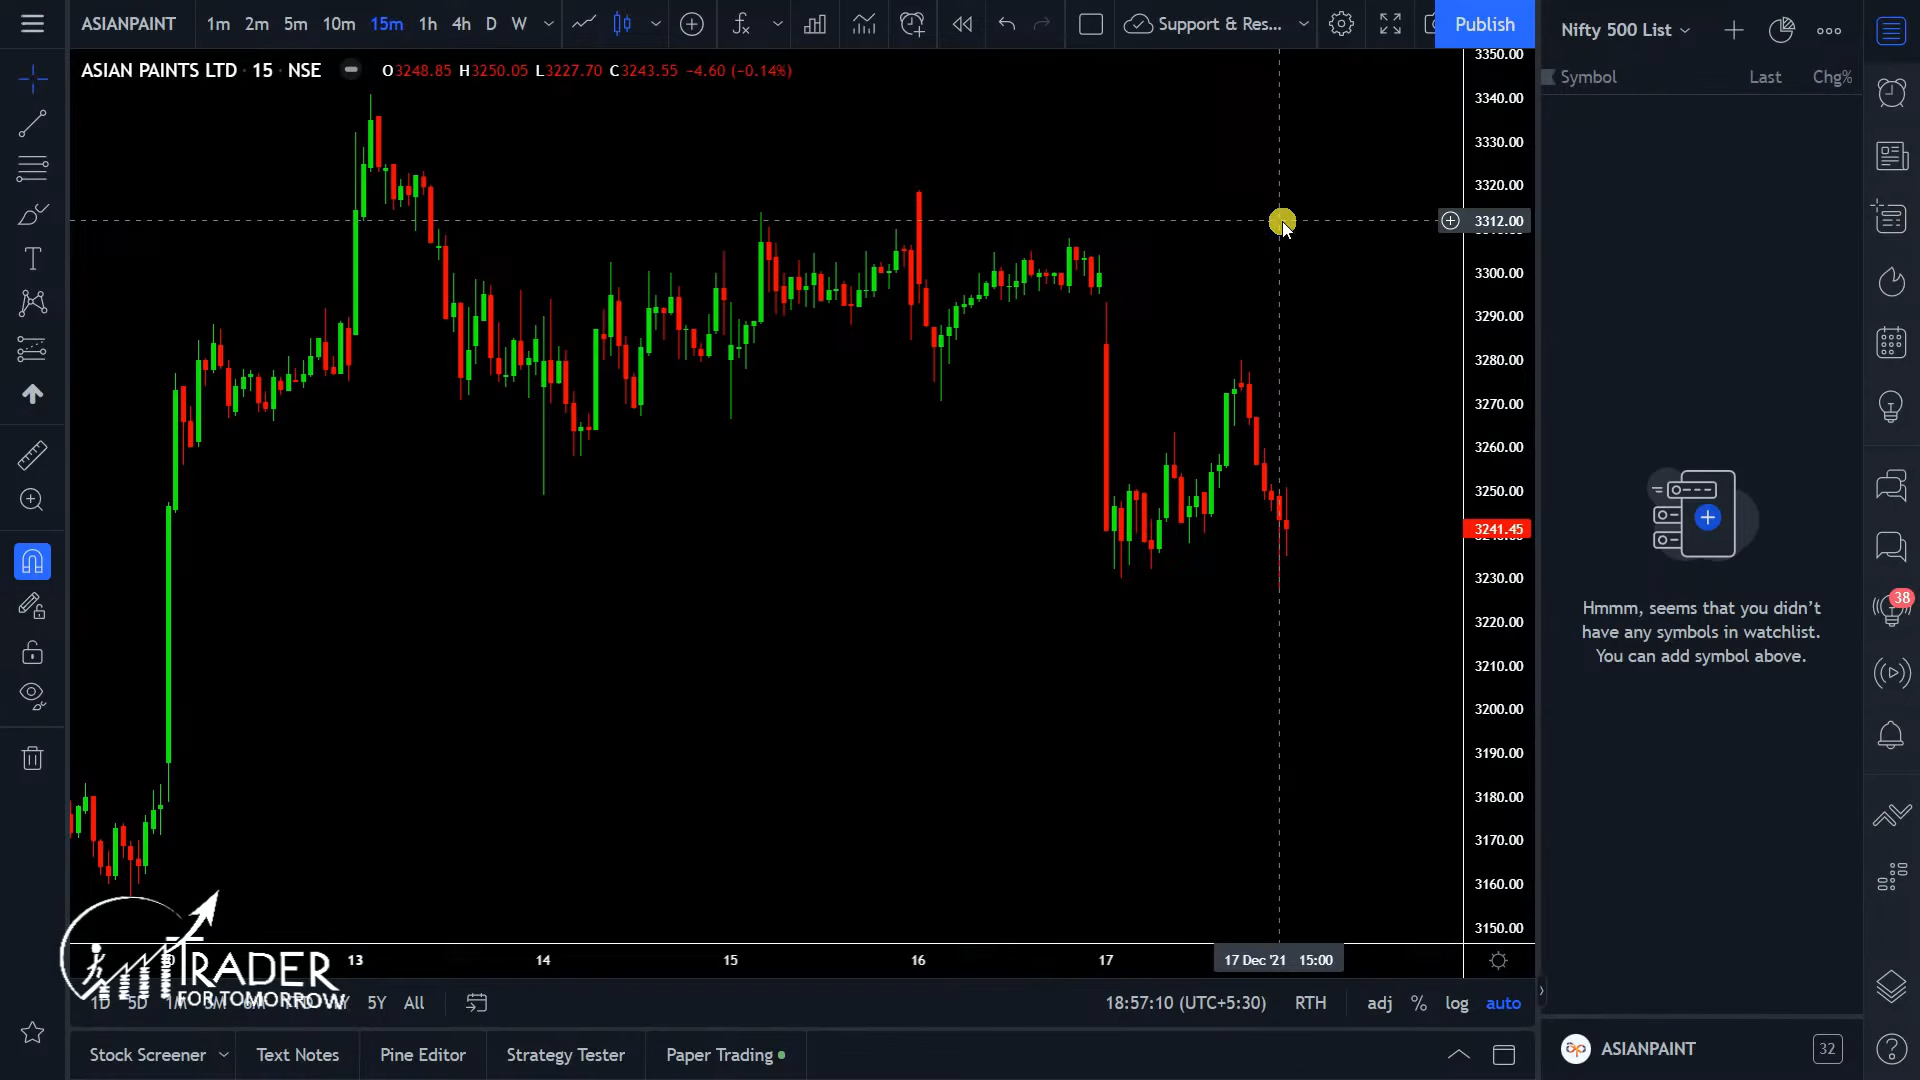 ASIANPAINT 1m 2m 5m 10m 15m 1h 4h D W Support & Res... Publish
Nifty 500 List
ASIAN PAINTS LTD · 15 · NSE O3248.85 H3250.05 L3227.70 C3243.55 −4.60 (−0.14%)
Symbol Last Chg%
3350.00
3340.00
3330.00
3320.00
3312.00
3300.00
3290.00
3280.00
3270.00
3260.00
3250.00
3241.45
3230.00
3220.00
3210.00
3200.00
3190.00
3180.00
3170.00
3160.00
3150.00
Hmmm, seems that you didn't
have any symbols in watchlist.
You can add symbol above.
38
13 14 15 16 17 17 Dec '21 15:00
TRADER
FOR TOMORROW
1D 5D 1M 5Y All 18:57:10 (UTC+5:30) RTH adj % log auto
Stock Screener Text Notes Pine Editor Strategy Tester Paper Trading
ASIANPAINT 32